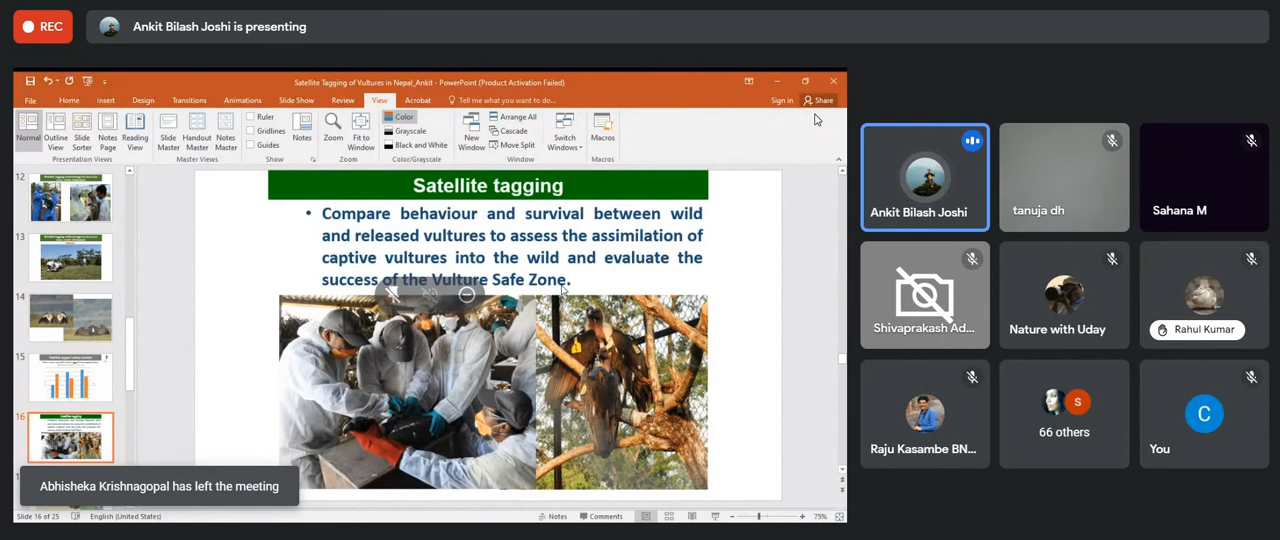 REC
Ankit Bilash Joshi is presenting
Satellite Tagging of Vultures in Nepal_Ankit - PowerPoint (Product Activation Failed)
File Home Insert Design Transitions Animations Slide Show Review View Acrobat Tell me what you want to do... Sign in Share
Normal Outline View Slide Sorter Notes Page Reading View
Presentation Views
Slide Master Handout Master Notes Master
Master Views
Ruler
Gridlines
Guides
Show
Notes
Zoom Fit to Window
Zoom
Color
Grayscale
Black and White
Color/Grayscale
New Window
Arrange All
Cascade
Move Split
Switch Windows
Window
Macros
Macros
12
13
14
15
16
Satellite tagging
Satellite tagging
• Compare behaviour and survival between wild
and released vultures to assess the assimilation of
captive vultures into the wild and evaluate the
success of the Vulture Safe Zone.
Abhisheka Krishnagopal has left the meeting
Slide 16 of 25 English (United States) Notes Comments 75%
Ankit Bilash Joshi
tanuja dh
Sahana M
Shivaprakash Ad...
Nature with Uday
Rahul Kumar
Raju Kasambe BN...
S
66 others
C
You